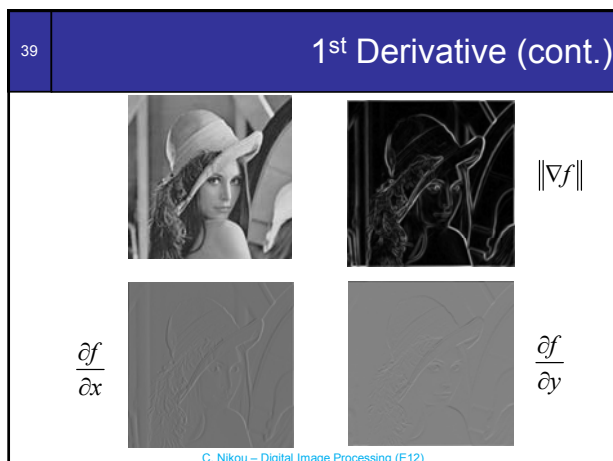 39
1st Derivative (cont.)
‖∇f‖
∂f
∂x
∂f
∂y
C. Nikou – Digital Image Processing (E12)